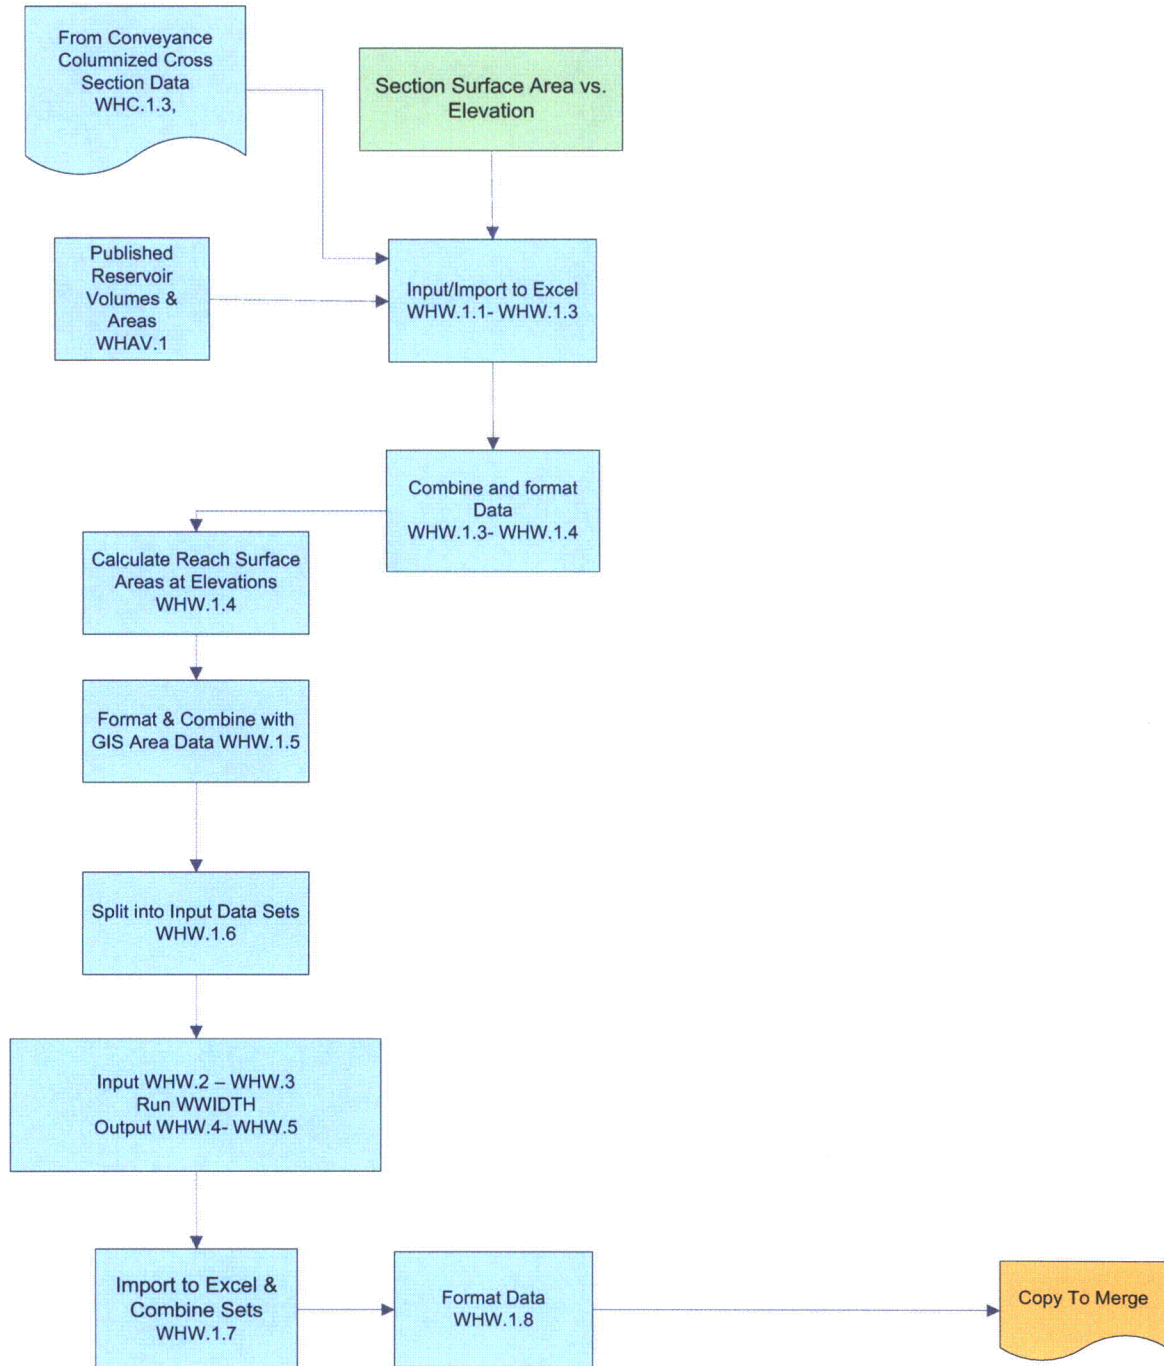 From Conveyance
Columnized Cross
Section Data
WHC.1.3,
Section Surface Area vs.
Elevation
Published
Reservoir
Volumes &
Areas
WHAV.1
Input/Import to Excel
WHW.1.1- WHW.1.3
Combine and format
Data
WHW.1.3- WHW.1.4
Calculate Reach Surface
Areas at Elevations
WHW.1.4
Format & Combine with
GIS Area Data WHW.1.5
Split into Input Data Sets
WHW.1.6
Input WHW.2 – WHW.3
Run WWIDTH
Output WHW.4- WHW.5
Import to Excel &
Combine Sets
WHW.1.7
Format Data
WHW.1.8
Copy To Merge